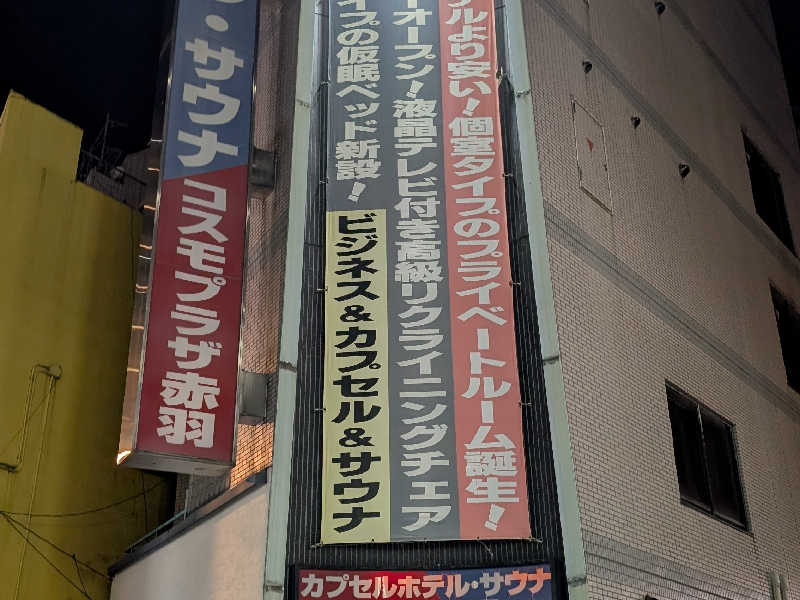 ・サウナ
コスモプラザ赤羽
ルより安い！個室タイプのプライベートルーム誕生！
ーオープン！液晶テレビ付き高級リクライニングチェア
イプの仮眠ベッド新設！
ビジネス&カプセル&サウナ
カプセルホテル・サウナ